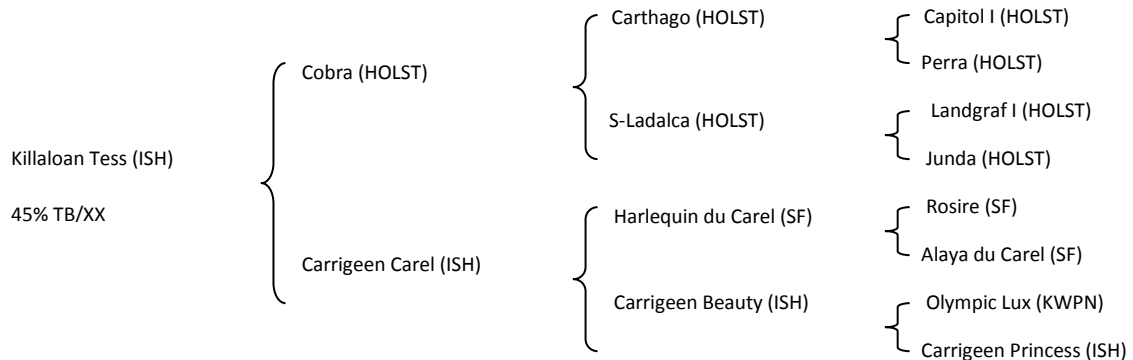 Carthago (HOLST)
Capitol I (HOLST)
Perra (HOLST)
Cobra (HOLST)
S-Ladalca (HOLST)
Landgraf I (HOLST)
Junda (HOLST)
Killaloan Tess (ISH)
45% TB/XX
Harlequin du Carel (SF)
Rosire (SF)
Alaya du Carel (SF)
Carrigeen Carel (ISH)
Carrigeen Beauty (ISH)
Olympic Lux (KWPN)
Carrigeen Princess (ISH)